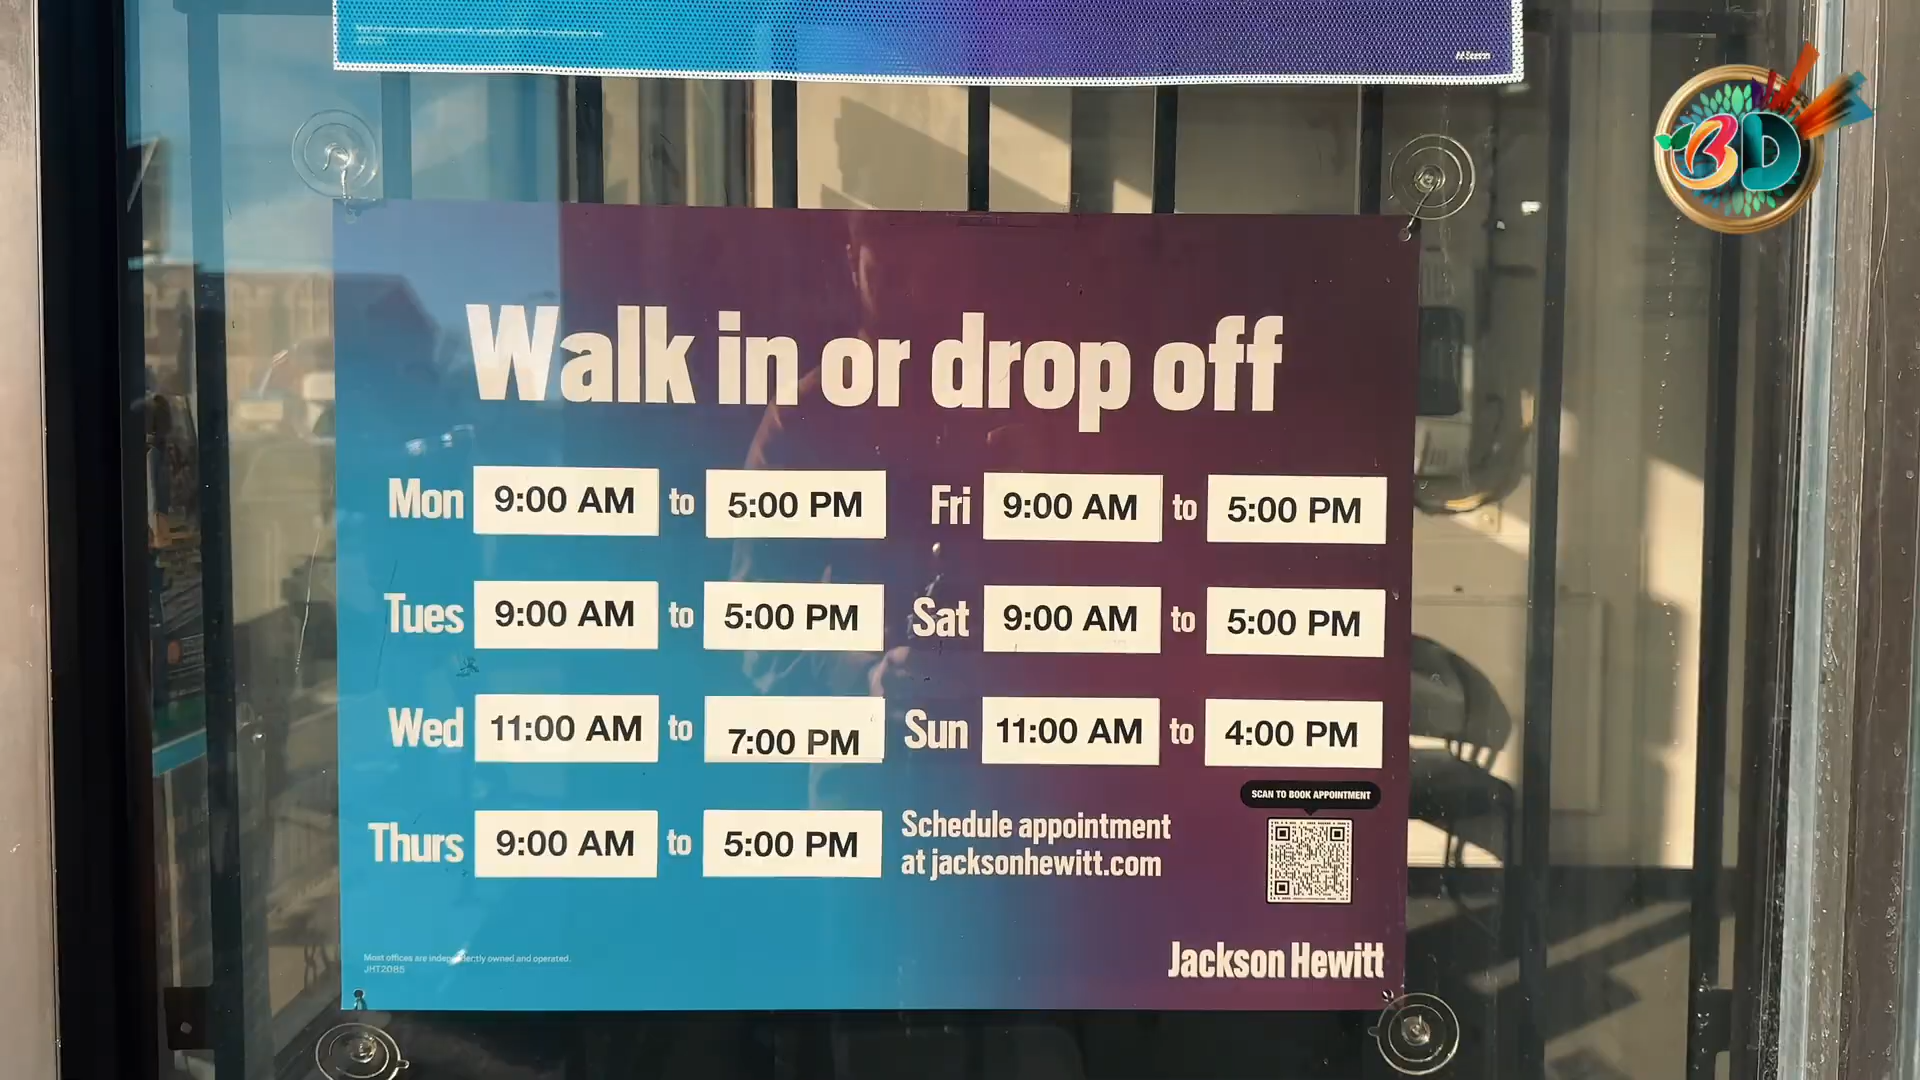 Walk in or drop off
Mon 9:00 AM to 5:00 PM
Tues 9:00 AM to 5:00 PM
Wed 11:00 AM to 7:00 PM
Thurs 9:00 AM to 5:00 PM
Fri 9:00 AM to 5:00 PM
Sat 9:00 AM to 5:00 PM
Sun 11:00 AM to 4:00 PM
Schedule appointment
at jacksonhewitt.com
SCAN TO BOOK APPOINTMENT
Jackson Hewitt
Most offices are independently owned and operated.
JHT2085
BD